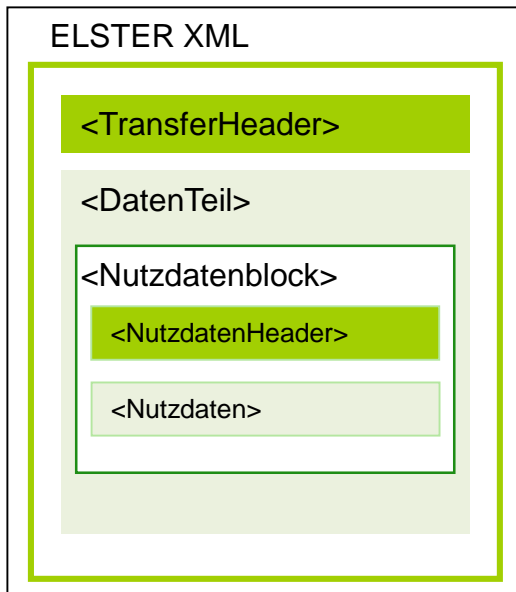 ELSTER XML
<TransferHeader>
<DatenTeil>
<Nutzdatenblock>
<NutzdatenHeader>
<Nutzdaten>